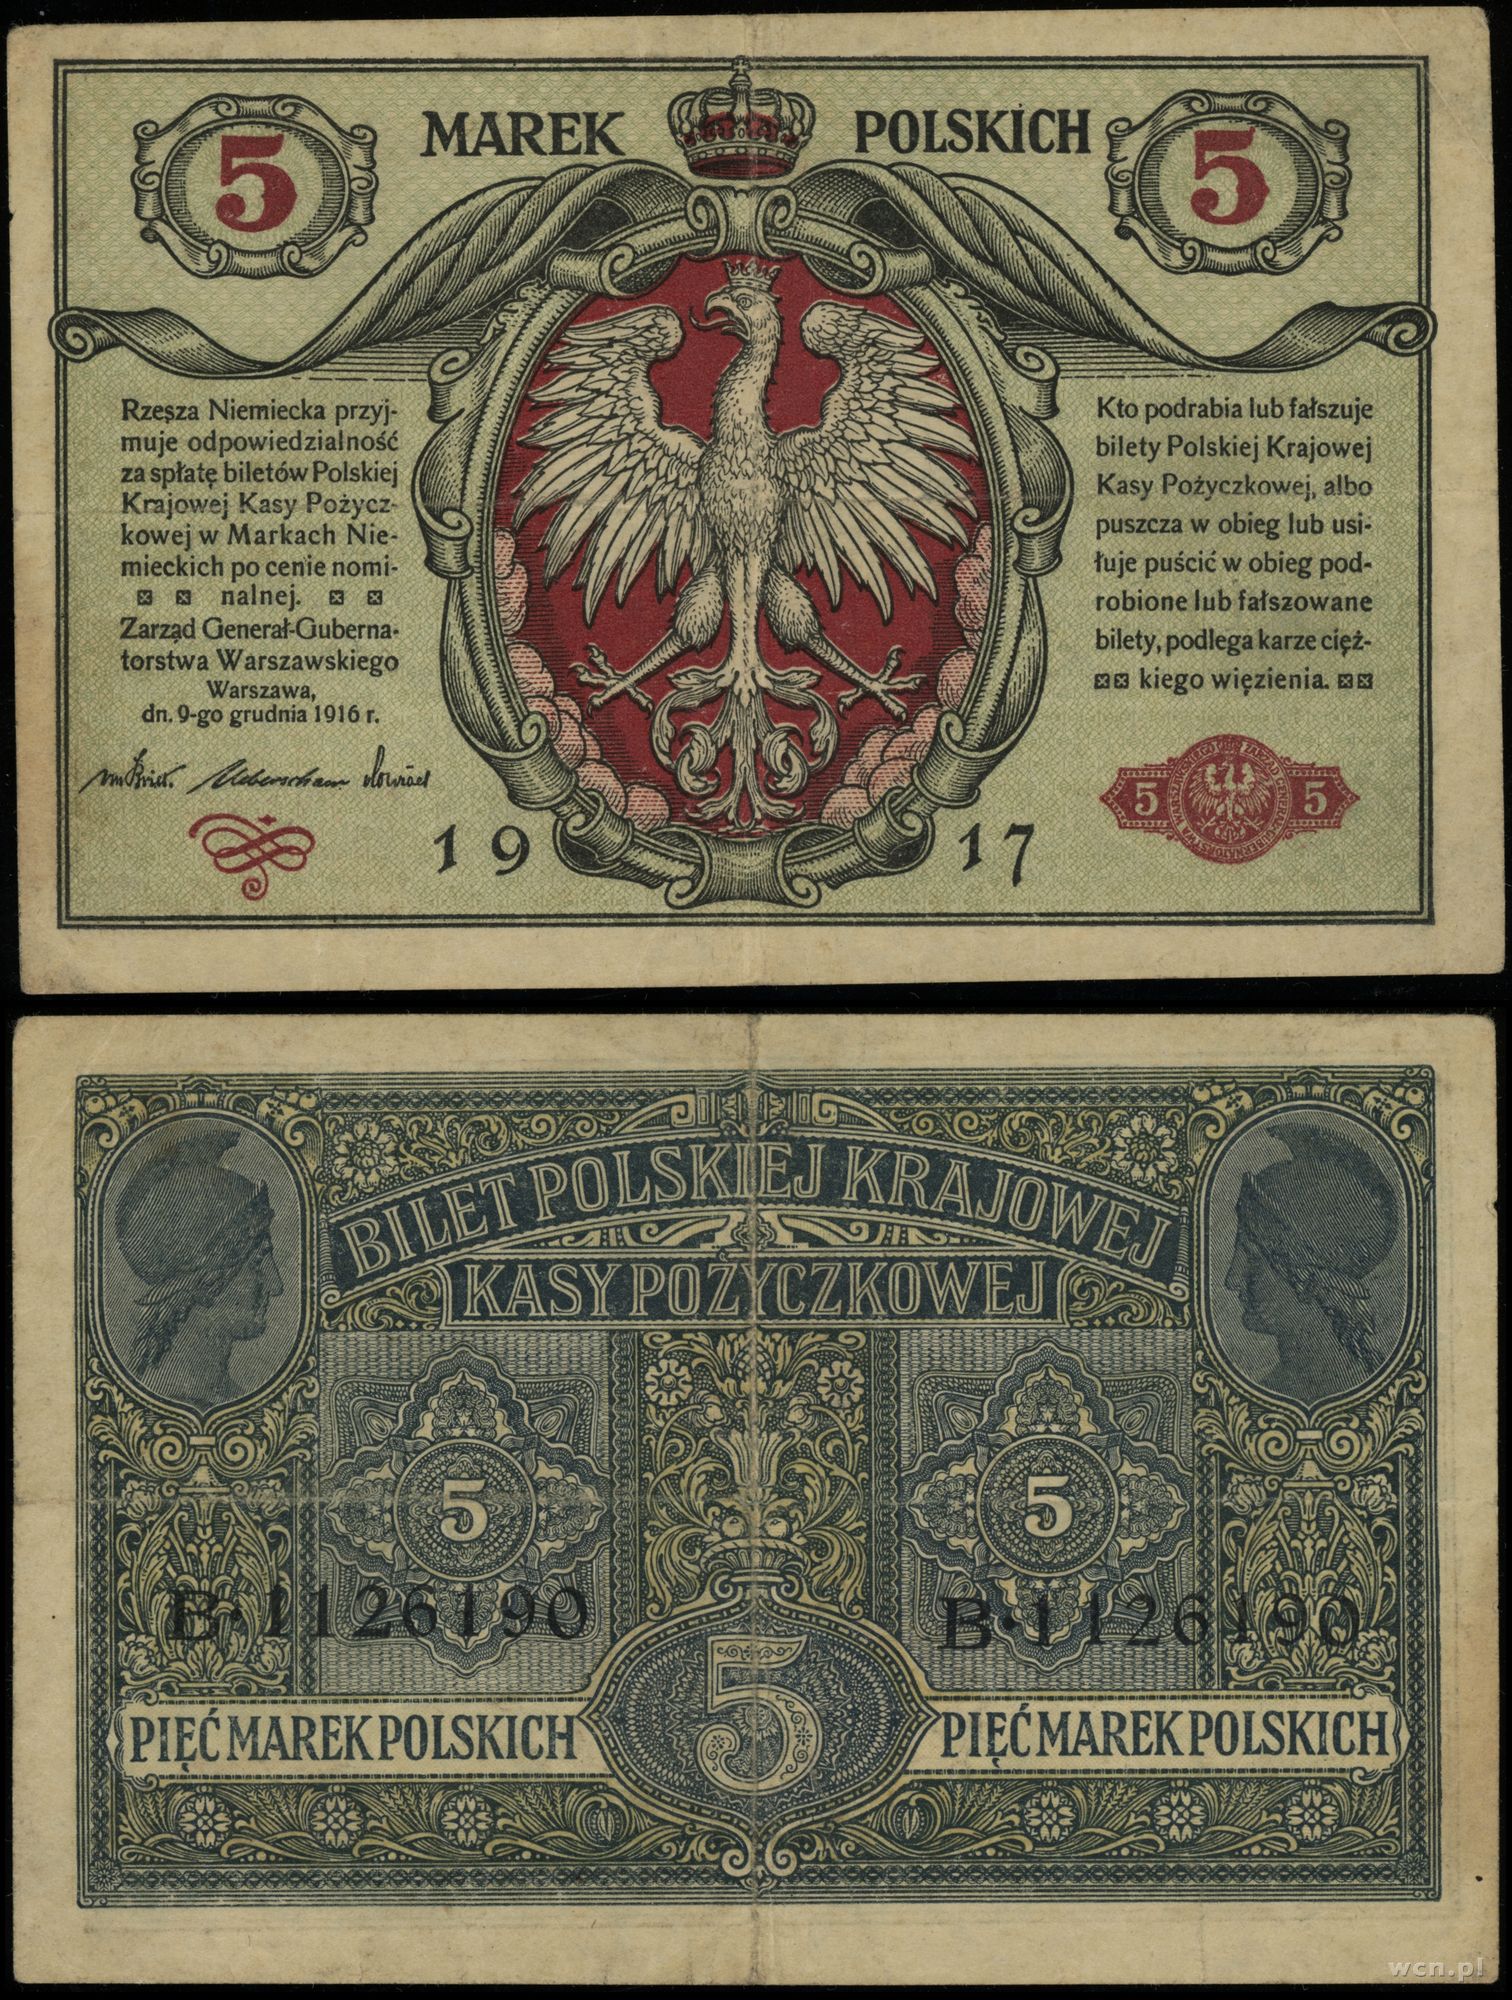 5 MAREK POLSKICH 5
Rzesza Niemiecka przyj-
muje odpowiedzialność
za spłatę biletów Polskiej
Krajowej Kasy Pożycz-
kowej w Markach Nie-
mieckich po cenie nomi-
nalnej.
Zarząd Generał-Guberna-
torstwa Warszawskiego
Warszawa,
dn. 9-go grudnia 1916 r.
Kto podrabia lub fałszuje
bilety Polskiej Krajowej
Kasy Pożyczkowej, albo
puszcza w obieg lub usi-
łuje puścić w obieg pod-
robione lub fałszowane
bilety, podlega karze cięż-
kiego więzienia.
5 5
1917
BILET POLSKIEJ KRAJOWEJ
KASY POŻYCZKOWEJ
5 5
B·1126190 B·1126190
PIĘĆ MAREK POLSKICH 5 PIĘĆ MAREK POLSKICH
wcn.pl